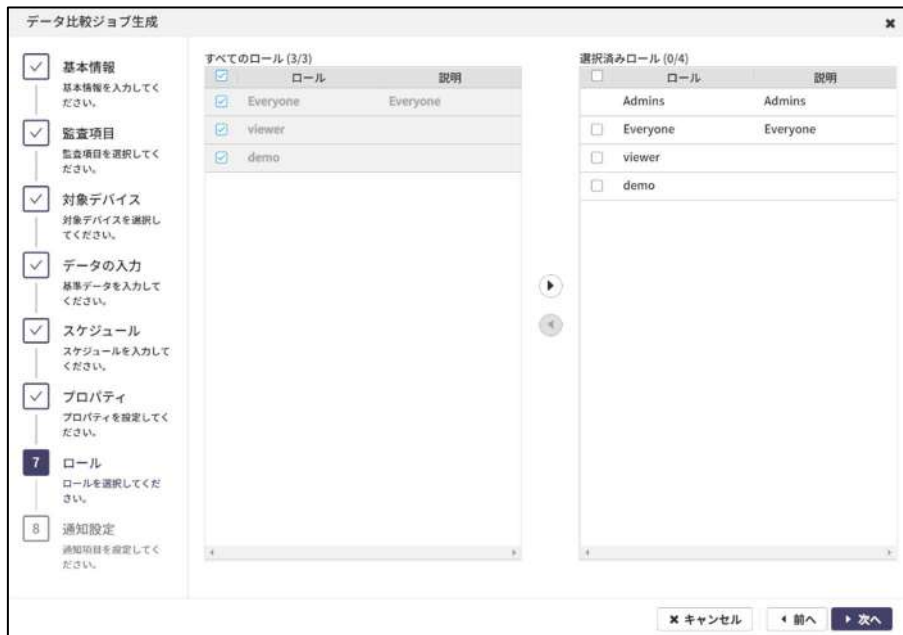 データ比較ジョブ生成
基本情報
基本情報を入力してく
ださい。
監査項目
監査項目を選択してく
ださい。
対象デバイス
対象デバイスを選択し
てください。
データの入力
基準データを入力して
ください。
スケジュール
スケジュールを入力して
ください。
プロパティ
プロパティを設定してく
ださい。
7 ロール
ロールを選択してくだ
さい。
8 通知設定
通知項目を設定してく
ださい。
すべてのロール (3/3)
ロール 説明
Everyone Everyone
viewer
demo
選択済みロール (0/4)
ロール 説明
Admins Admins
Everyone Everyone
viewer
demo
キャンセル 前へ 次へ